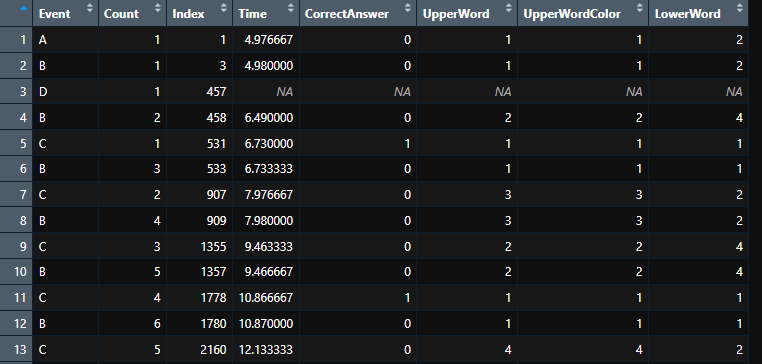 Event Count Index Time CorrectAnswer UpperWord UpperWordColor LowerWord
1 A 1 1 4.976667 0 1 1 2
2 B 1 3 4.980000 0 1 1 2
3 D 1 457 NA NA NA NA NA
4 B 2 458 6.490000 0 2 2 4
5 C 1 531 6.730000 1 1 1 1
6 B 3 533 6.733333 0 1 1 1
7 C 2 907 7.976667 0 3 3 2
8 B 4 909 7.980000 0 3 3 2
9 C 3 1355 9.463333 0 2 2 4
10 B 5 1357 9.466667 0 2 2 4
11 C 4 1778 10.866667 1 1 1 1
12 B 6 1780 10.870000 0 1 1 1
13 C 5 2160 12.133333 0 4 4 2